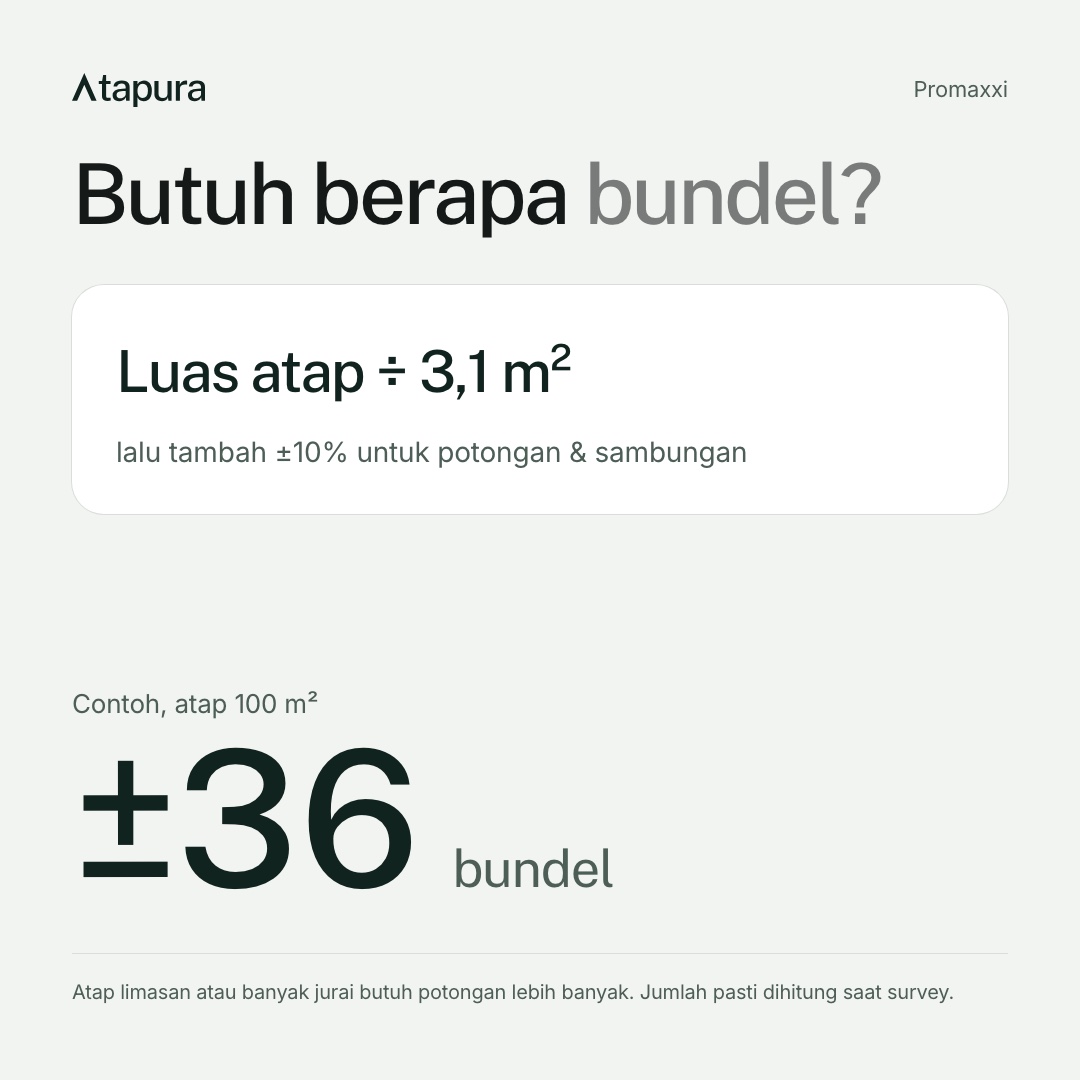 Atapura
Promaxxi
Butuh berapa bundel?
Luas atap ÷ 3,1 m²
lalu tambah ±10% untuk potongan & sambungan
Contoh, atap 100 m²
±36 bundel
Atap limasan atau banyak jurai butuh potongan lebih banyak. Jumlah pasti dihitung saat survey.